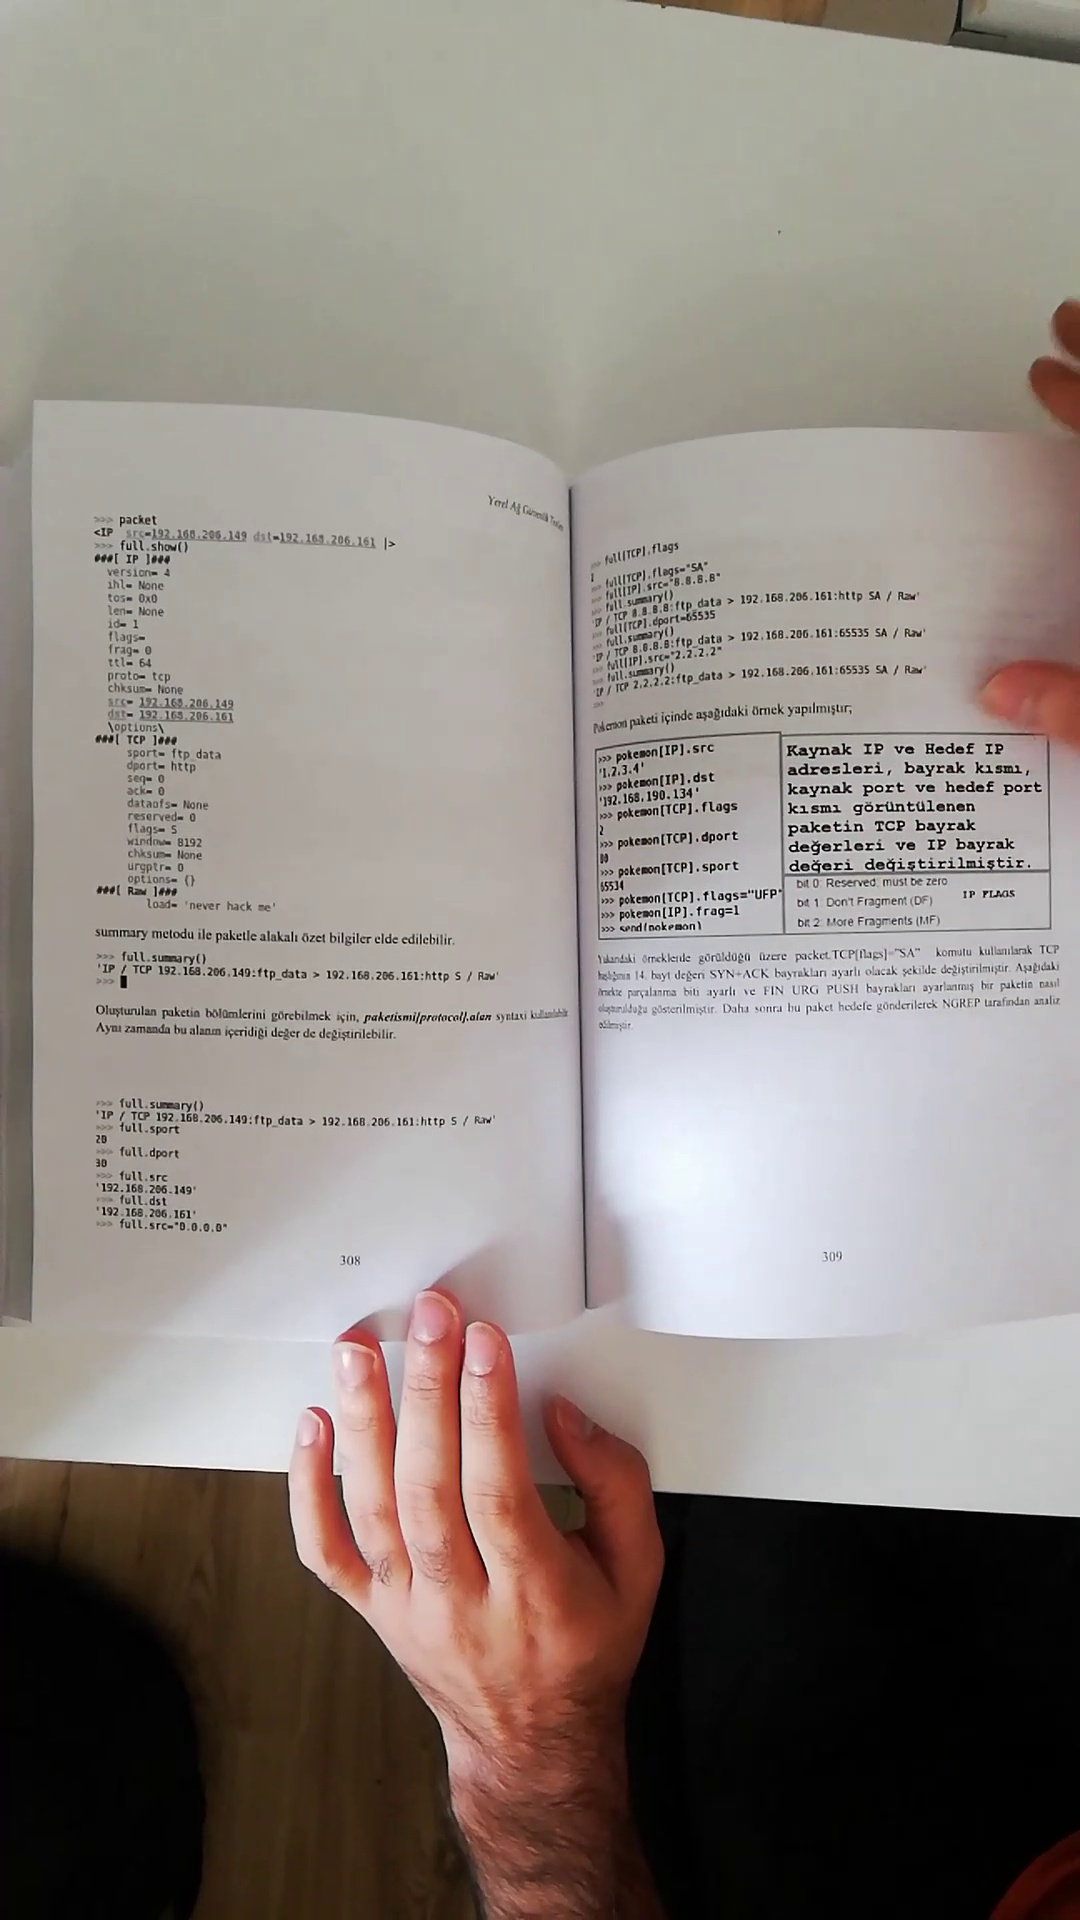 >>> packet
<IP  src=192.168.206.149 dst=192.168.206.161 |>
>>> full.show()
###[ IP ]###
version= 4
ihl= None
tos= 0x0
len= None
id= 1
flags=
frag= 0
ttl= 64
proto= tcp
chksum= None
src= 192.168.206.149
dst= 192.168.206.161
\options\
###[ TCP ]###
sport= ftp_data
dport= http
seq= 0
ack= 0
dataofs= None
reserved= 0
flags= S
window= 8192
chksum= None
urgptr= 0
options= {}
###[ Raw ]###
load= 'never hack me'
summary metodu ile paketle alakalı özet bilgiler elde edilebilir.
>>> full.summary()
'IP / TCP 192.168.206.149:ftp_data > 192.168.206.161:http S / Raw'
>>>
Oluşturulan paketin bölümlerini görebilmek için, paketismi[protocol].alan syntaxi kullanılabilir.
Aynı zamanda bu alanın içeridiği değer de değiştirilebilir.
>>> full.summary()
'IP / TCP 192.168.206.149:ftp_data > 192.168.206.161:http S / Raw'
>>> full.sport
20
>>> full.dport
30
>>> full.src
'192.168.206.149'
>>> full.dst
'192.168.206.161'
>>> full.src="0.0.0.0"
308
Yerel Ağ Güvenlik
>>> full[TCP].flags
>>> full[TCP].flags="SA"
>>> full[IP].src="8.8.8.8"
>>> full.summary()
'IP / TCP 8.8.8.8:ftp_data > 192.168.206.161:http SA / Raw'
>>> full[TCP].dport=65535
>>> full.summary()
'IP / TCP 8.8.8.8:ftp_data > 192.168.206.161:65535 SA / Raw'
>>> full[IP].src="2.2.2.2"
>>> full.summary()
'IP / TCP 2.2.2.2:ftp_data > 192.168.206.161:65535 SA / Raw'
>>>
Pokemon paketi içinde aşağıdaki örnek yapılmıştır;
>>> pokemon[IP].src
'1.2.3.4'
>>> pokemon[IP].dst
'192.168.190.134'
>>> pokemon[TCP].flags
2
>>> pokemon[TCP].dport
80
>>> pokemon[TCP].sport
65534
>>> pokemon[TCP].flags="UFP"
>>> pokemon[IP].frag=1
>>> send(pokemon)
Kaynak IP ve Hedef IP
adresleri, bayrak kısmı,
kaynak port ve hedef port
kısmı görüntülenen
paketin TCP bayrak
değerleri ve IP bayrak
değeri değiştirilmiştir.
bit 0: Reserved: must be zero
bit 1: Don't Fragment (DF)
bit 2: More Fragments (MF)
IP FLAGS
Yukarıdaki örneklerde görüldüğü üzere packet.TCP[flags]="SA" komutu kullanılarak TCP
başlığının 14. bayt değeri SYN+ACK bayrakları ayarlı olacak şekilde değiştirilmiştir. Aşağıdaki
örnekte parçalanma biti ayarlı ve FIN URG PUSH bayrakları ayarlanmış bir paketin nasıl
oluşturulduğu gösterilmiştir. Daha sonra bu paket hedefe gönderilerek NGREP tarafından analiz
edilmiştir.
309